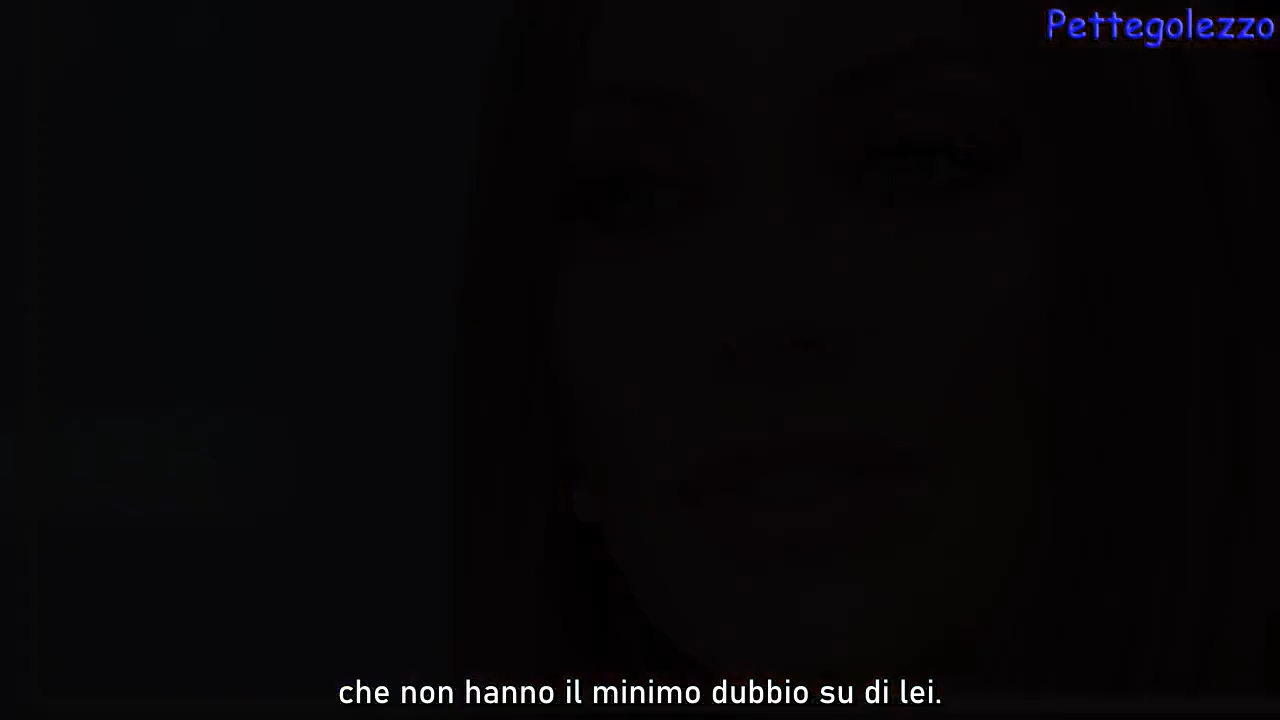 Pettegolezzo
che non hanno il minimo dubbio su di lei.